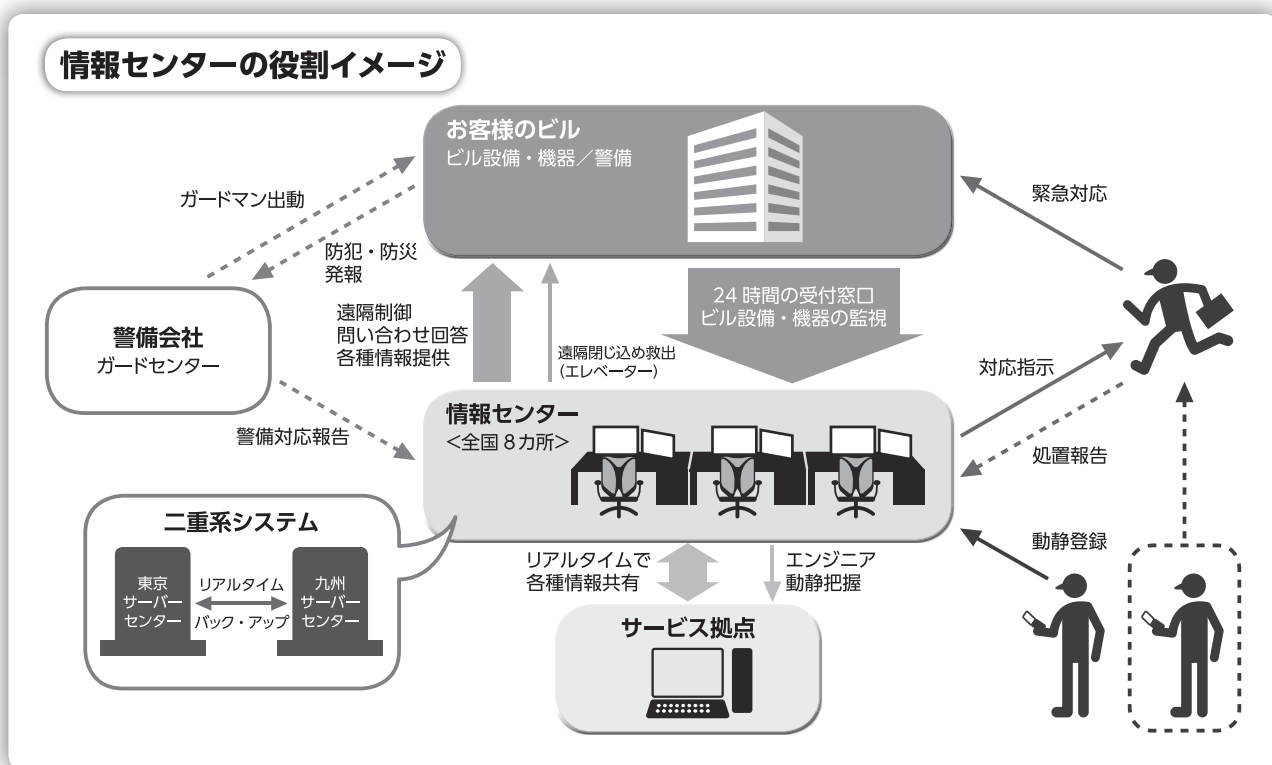 情報センターの役割イメージ
お客様のビル
ビル設備・機器／警備
ガードマン出動
緊急対応
防犯・防災
発報
24時間の受付窓口
ビル設備・機器の監視
遠隔制御
問い合わせ回答
各種情報提供
警備会社
ガードセンター
遠隔閉じ込め救出
(エレベーター)
対応指示
情報センター
<全国8カ所>
警備対応報告
処置報告
二重系システム
動静登録
リアルタイムで
各種情報共有
エンジニア
動静把握
東京
サーバー
センター
リアルタイム
バック・アップ
九州
サーバー
センター
サービス拠点